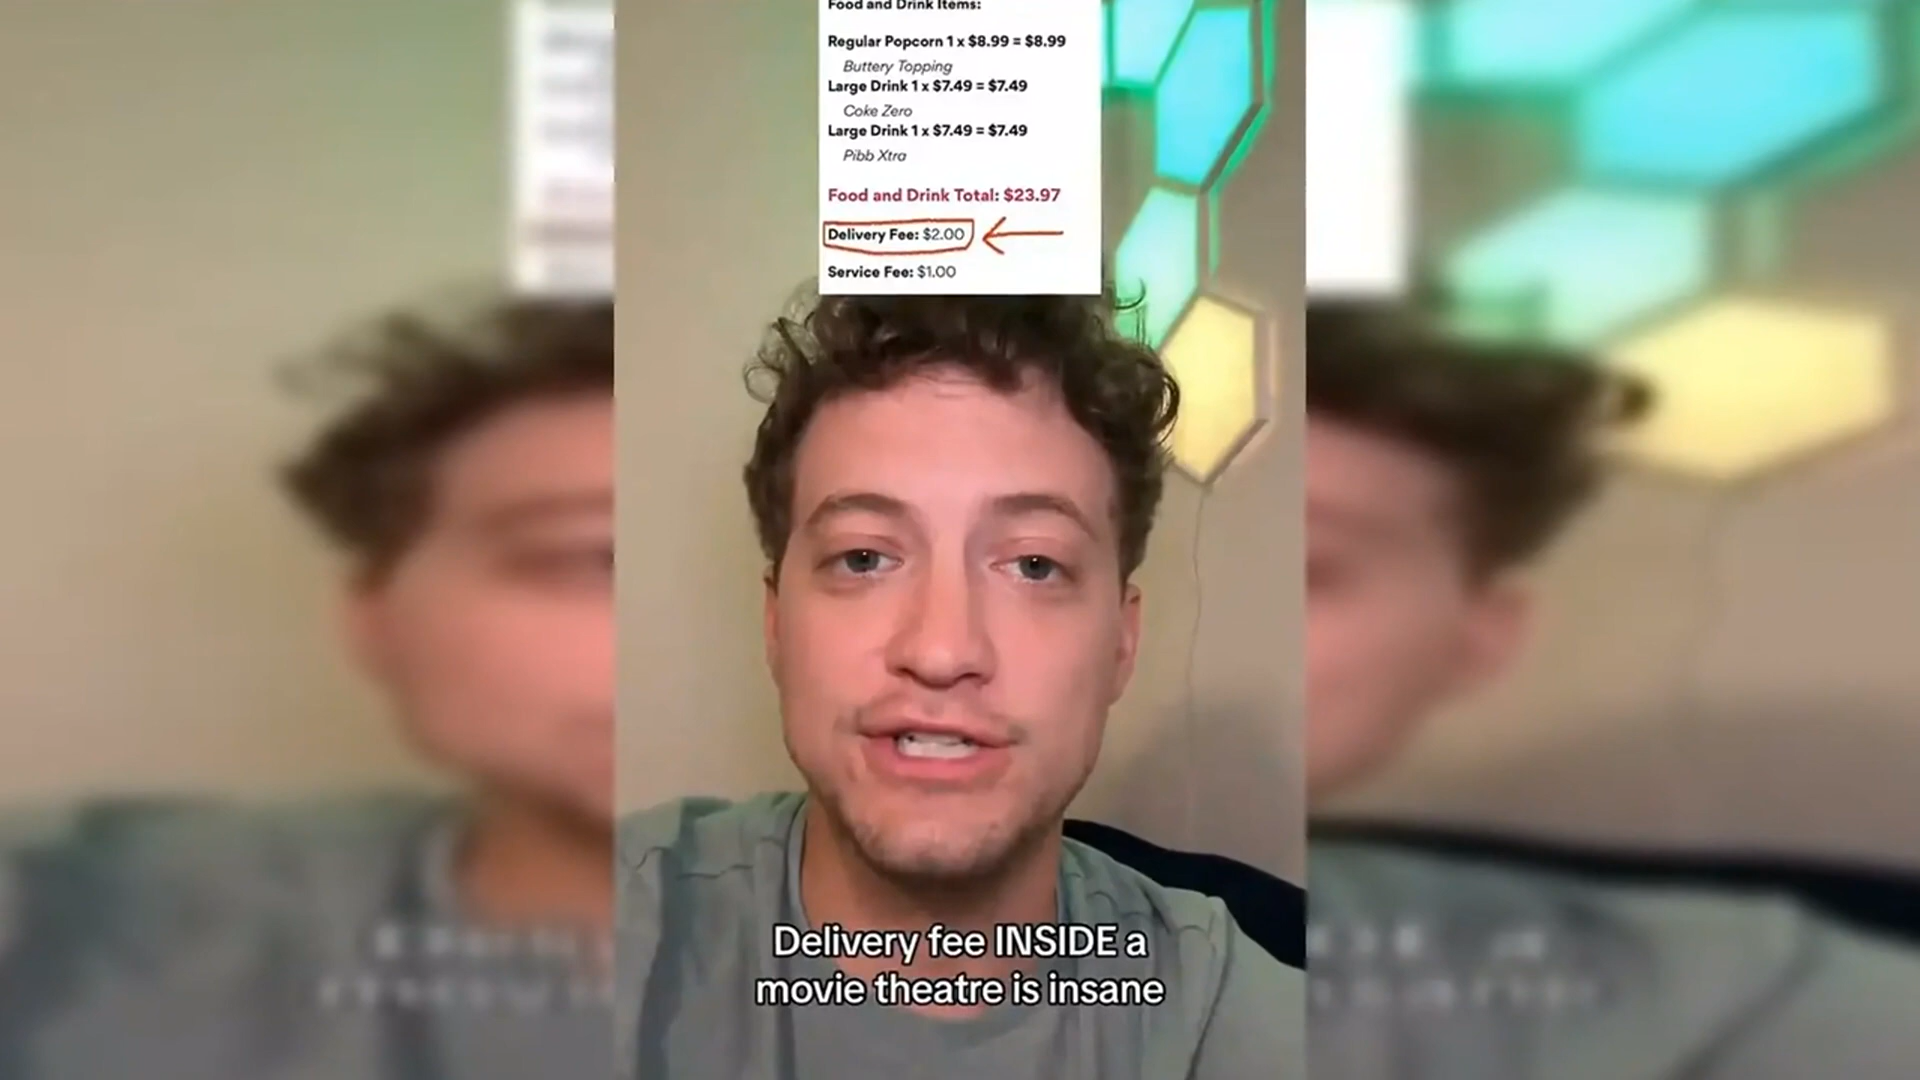 Food and Drink Items:
Regular Popcorn 1 x $8.99 = $8.99
Buttery Topping
Large Drink 1 x $7.49 = $7.49
Coke Zero
Large Drink 1 x $7.49 = $7.49
Pibb Xtra
Food and Drink Total: $23.97
Delivery Fee: $2.00
Service Fee: $1.00
Delivery fee INSIDE a
movie theatre is insane